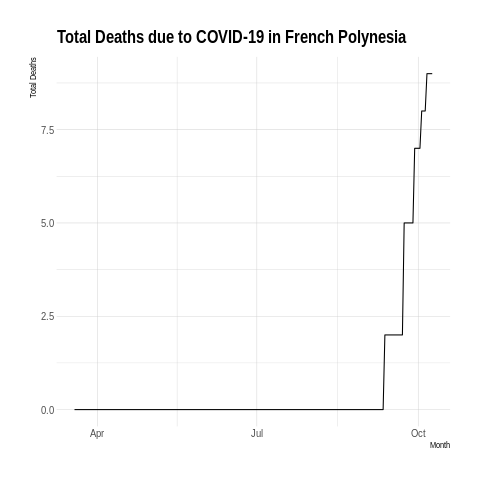 Total Deaths due to COVID-19 in French Polynesia
Total Deaths
7.5
5.0
2.5
0.0
Apr Jul Oct
Month